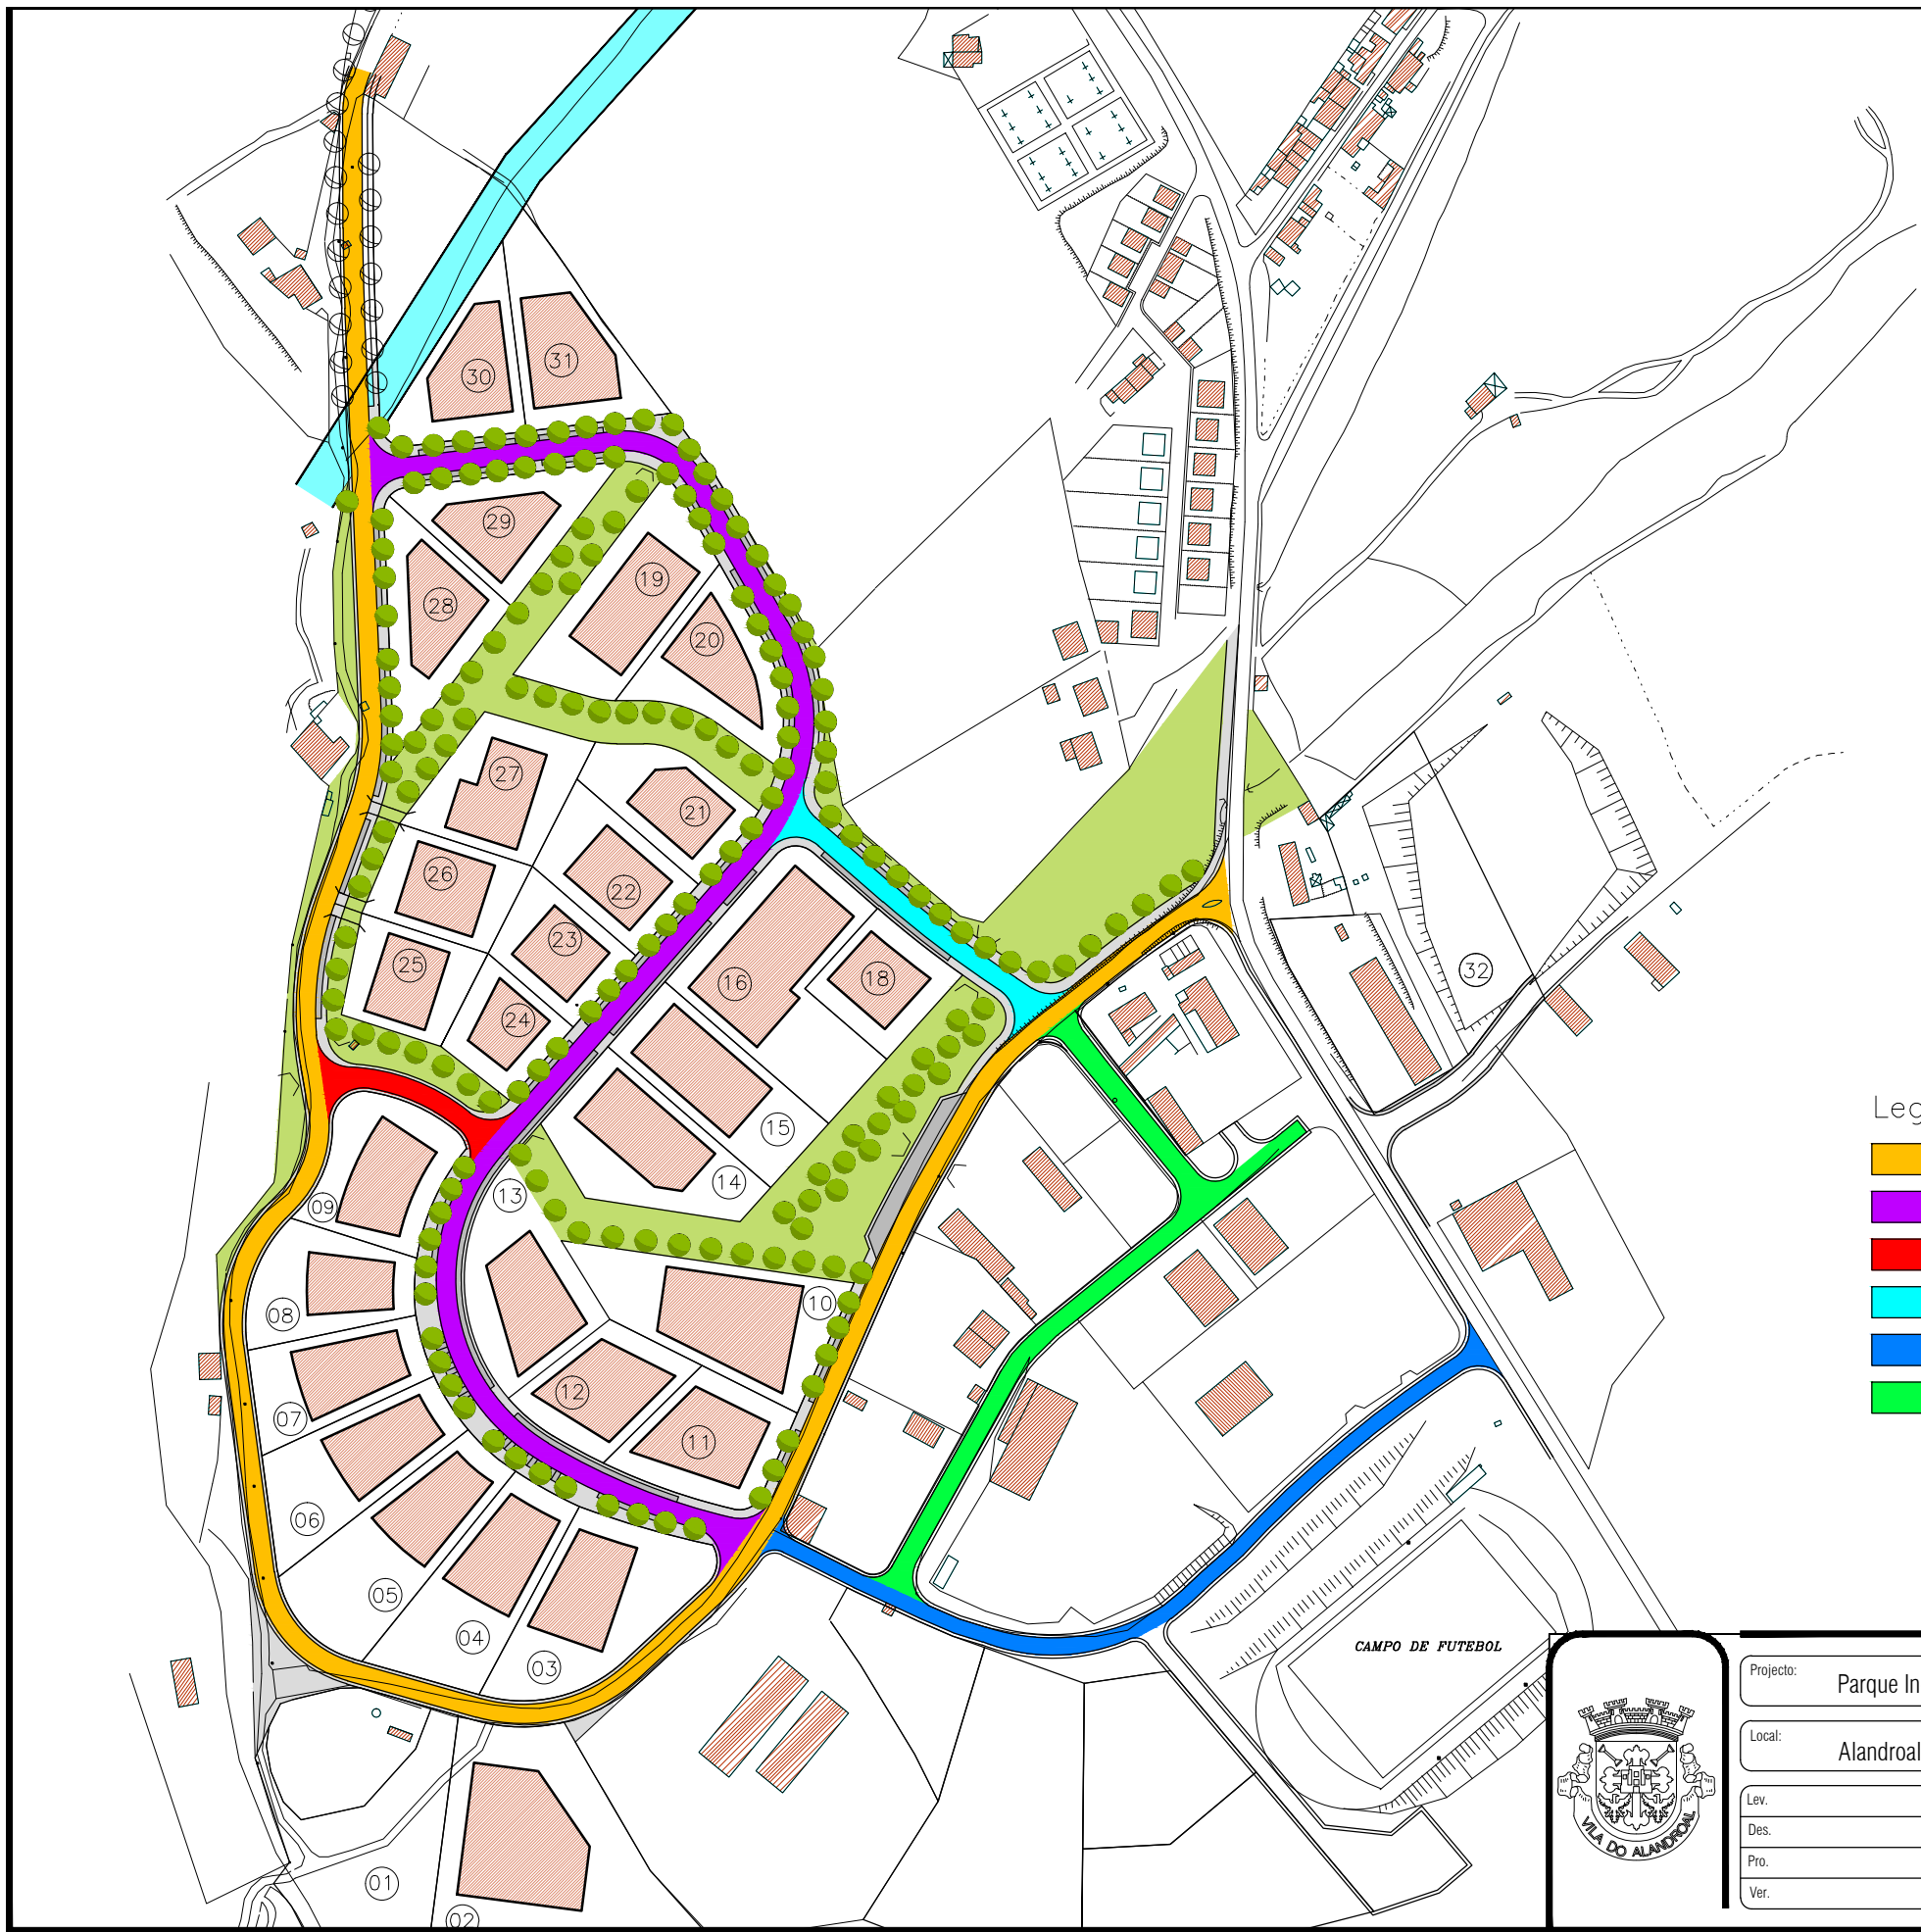 30
31
29
28
19
20
27
21
26
22
23
25
16
18
24
32
Leg
15
14
13
09
08
10
07
12
11
06
05
04
03
CAMPO DE FUTEBOL
Projecto:
Parque In
Local:
Alandroal
Lev.
Des.
Pro.
Ver.
VILA DO ALANDROAL
01
02